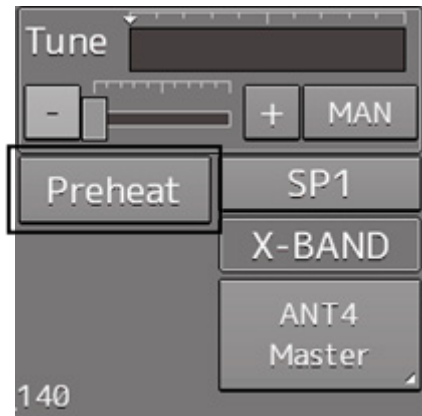 Tune
- + MAN
Preheat SP1
X-BAND
ANT4
Master
140